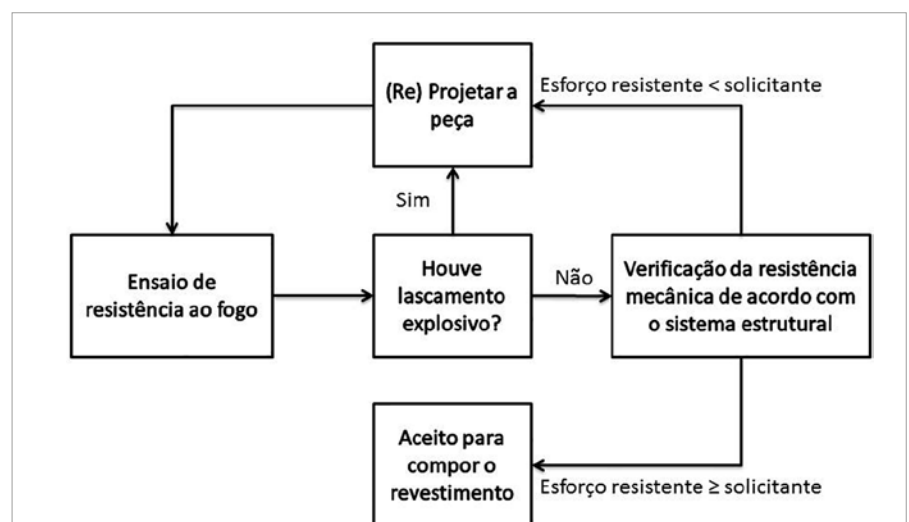 (Re) Projetar a
peça
Esforço resistente < solicitante
Sim
Ensaio de
resistência ao fogo
Houve
lascamento
explosivo?
Não
Verificação da resistência
mecânica de acordo com
o sistema estrutural
Aceito para
compor o
revestimento
Esforço resistente ≥ solicitante